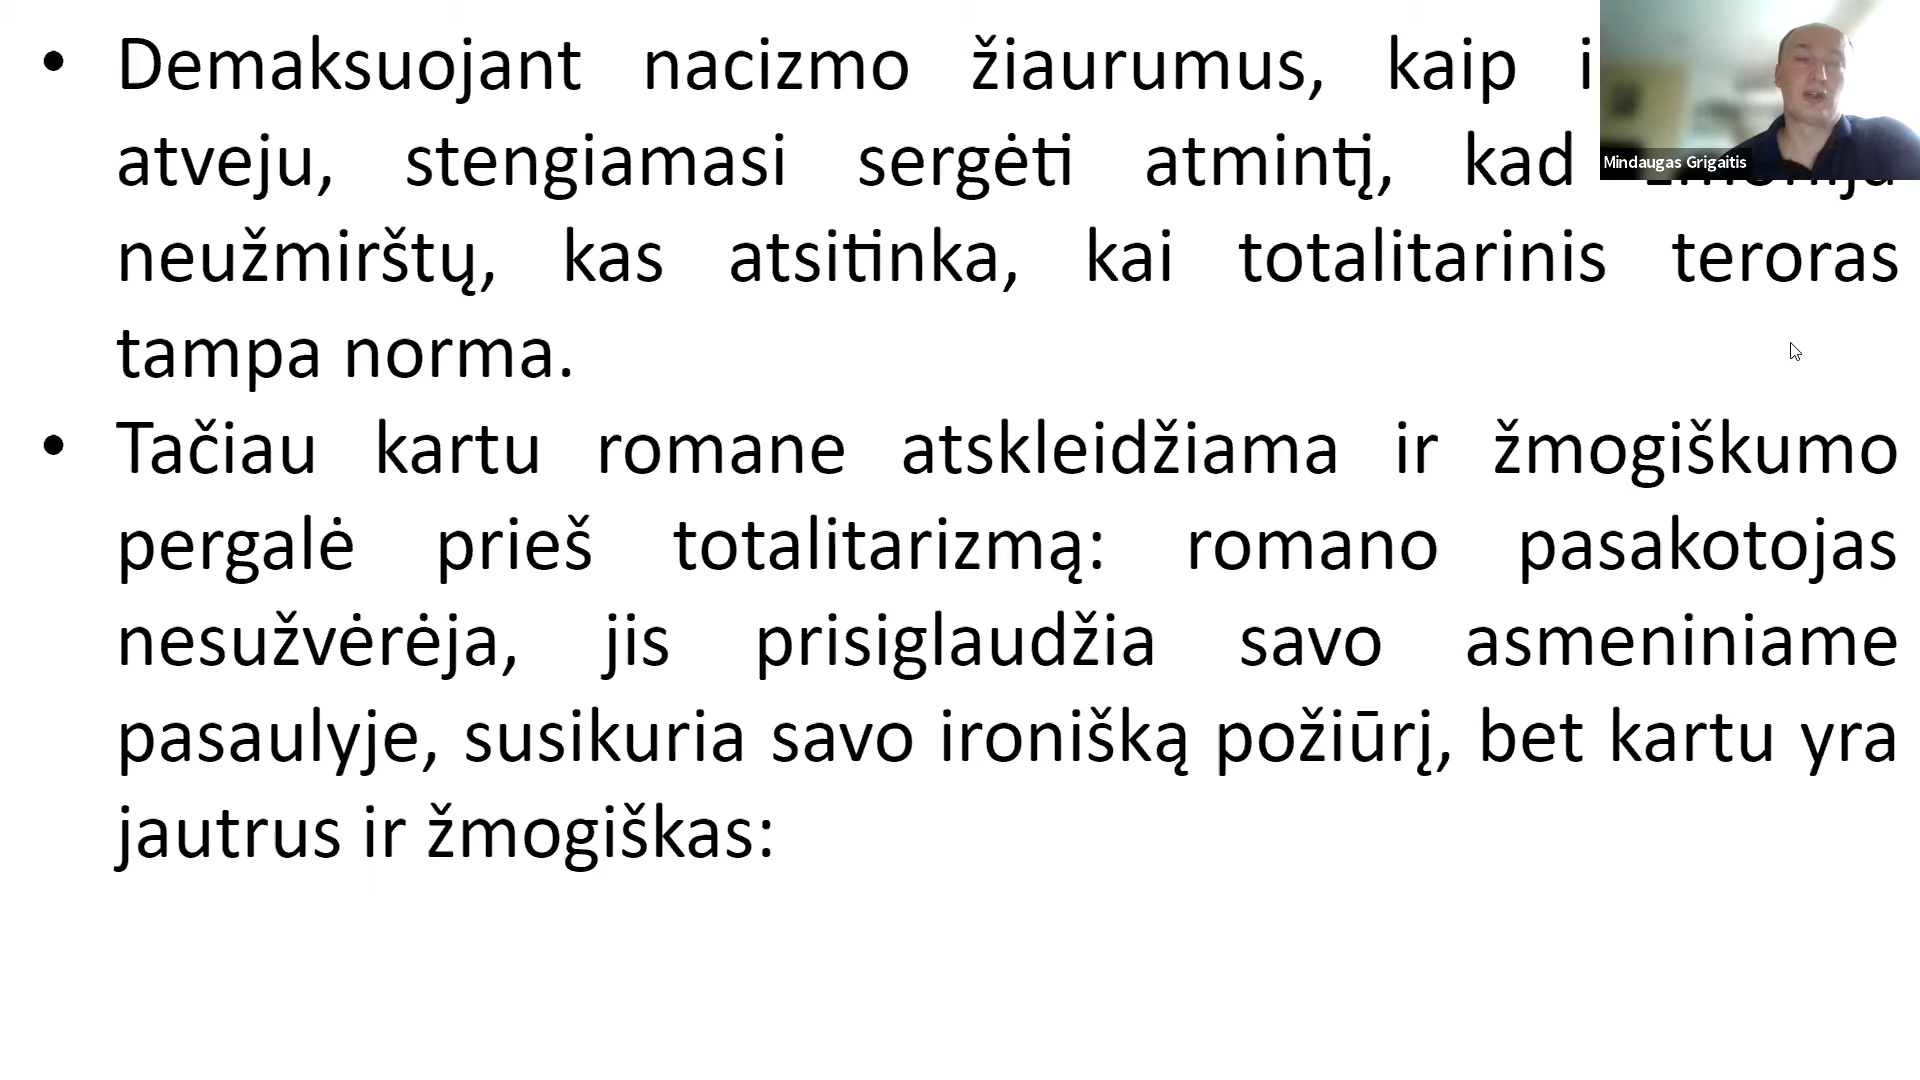 • Demaksuojant nacizmo žiaurumus, kaip
atveju, stengiamasi sergėti atmintį, kad
neužmirštų, kas atsitinka, kai totalitarinis teroras
tampa norma.
• Tačiau kartu romane atskleidžiama ir žmogiškumo
pergalė prieš totalitarizmą: romano pasakotojas
nesužvėrėja, jis prisiglaudžia savo asmeniniame
pasaulyje, susikuria savo ironišką požiūrį, bet kartu yra
jautrus ir žmogiškas:
Mindaugas Grigaitis